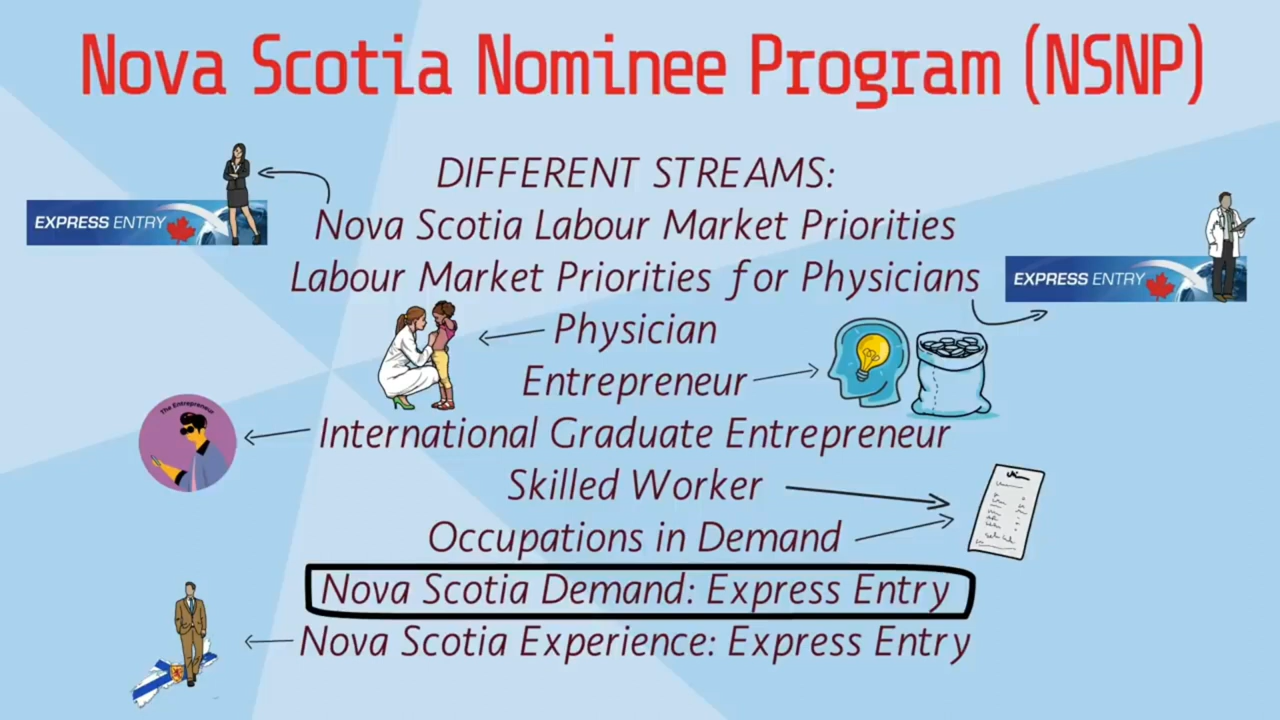 Nova Scotia Nominee Program (NSNP)
DIFFERENT STREAMS:
EXPRESS ENTRY
Nova Scotia Labour Market Priorities
Labour Market Priorities for Physicians
EXPRESS ENTRY
Physician
Entrepreneur
The Entrepreneur
International Graduate Entrepreneur
Skilled Worker
Occupations in Demand
Nova Scotia Demand: Express Entry
Nova Scotia Experience: Express Entry